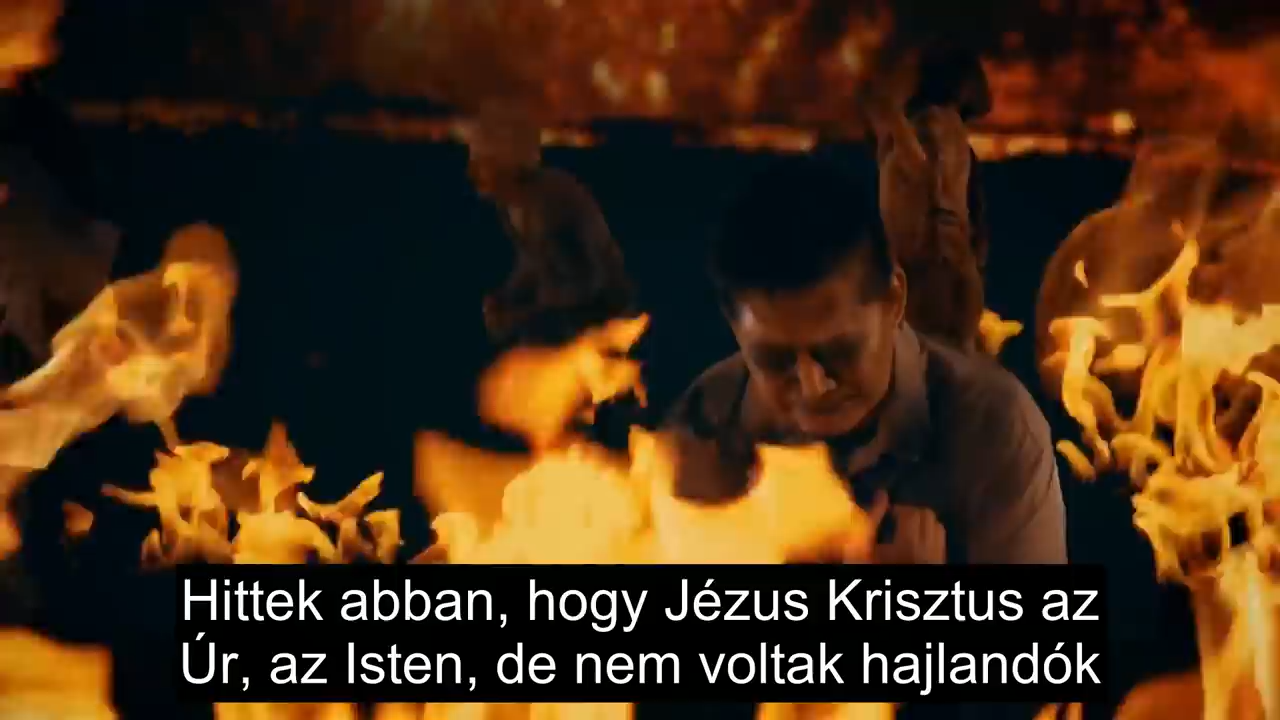 Hittek abban, hogy Jézus Krisztus az
Úr, az Isten, de nem voltak hajlandók